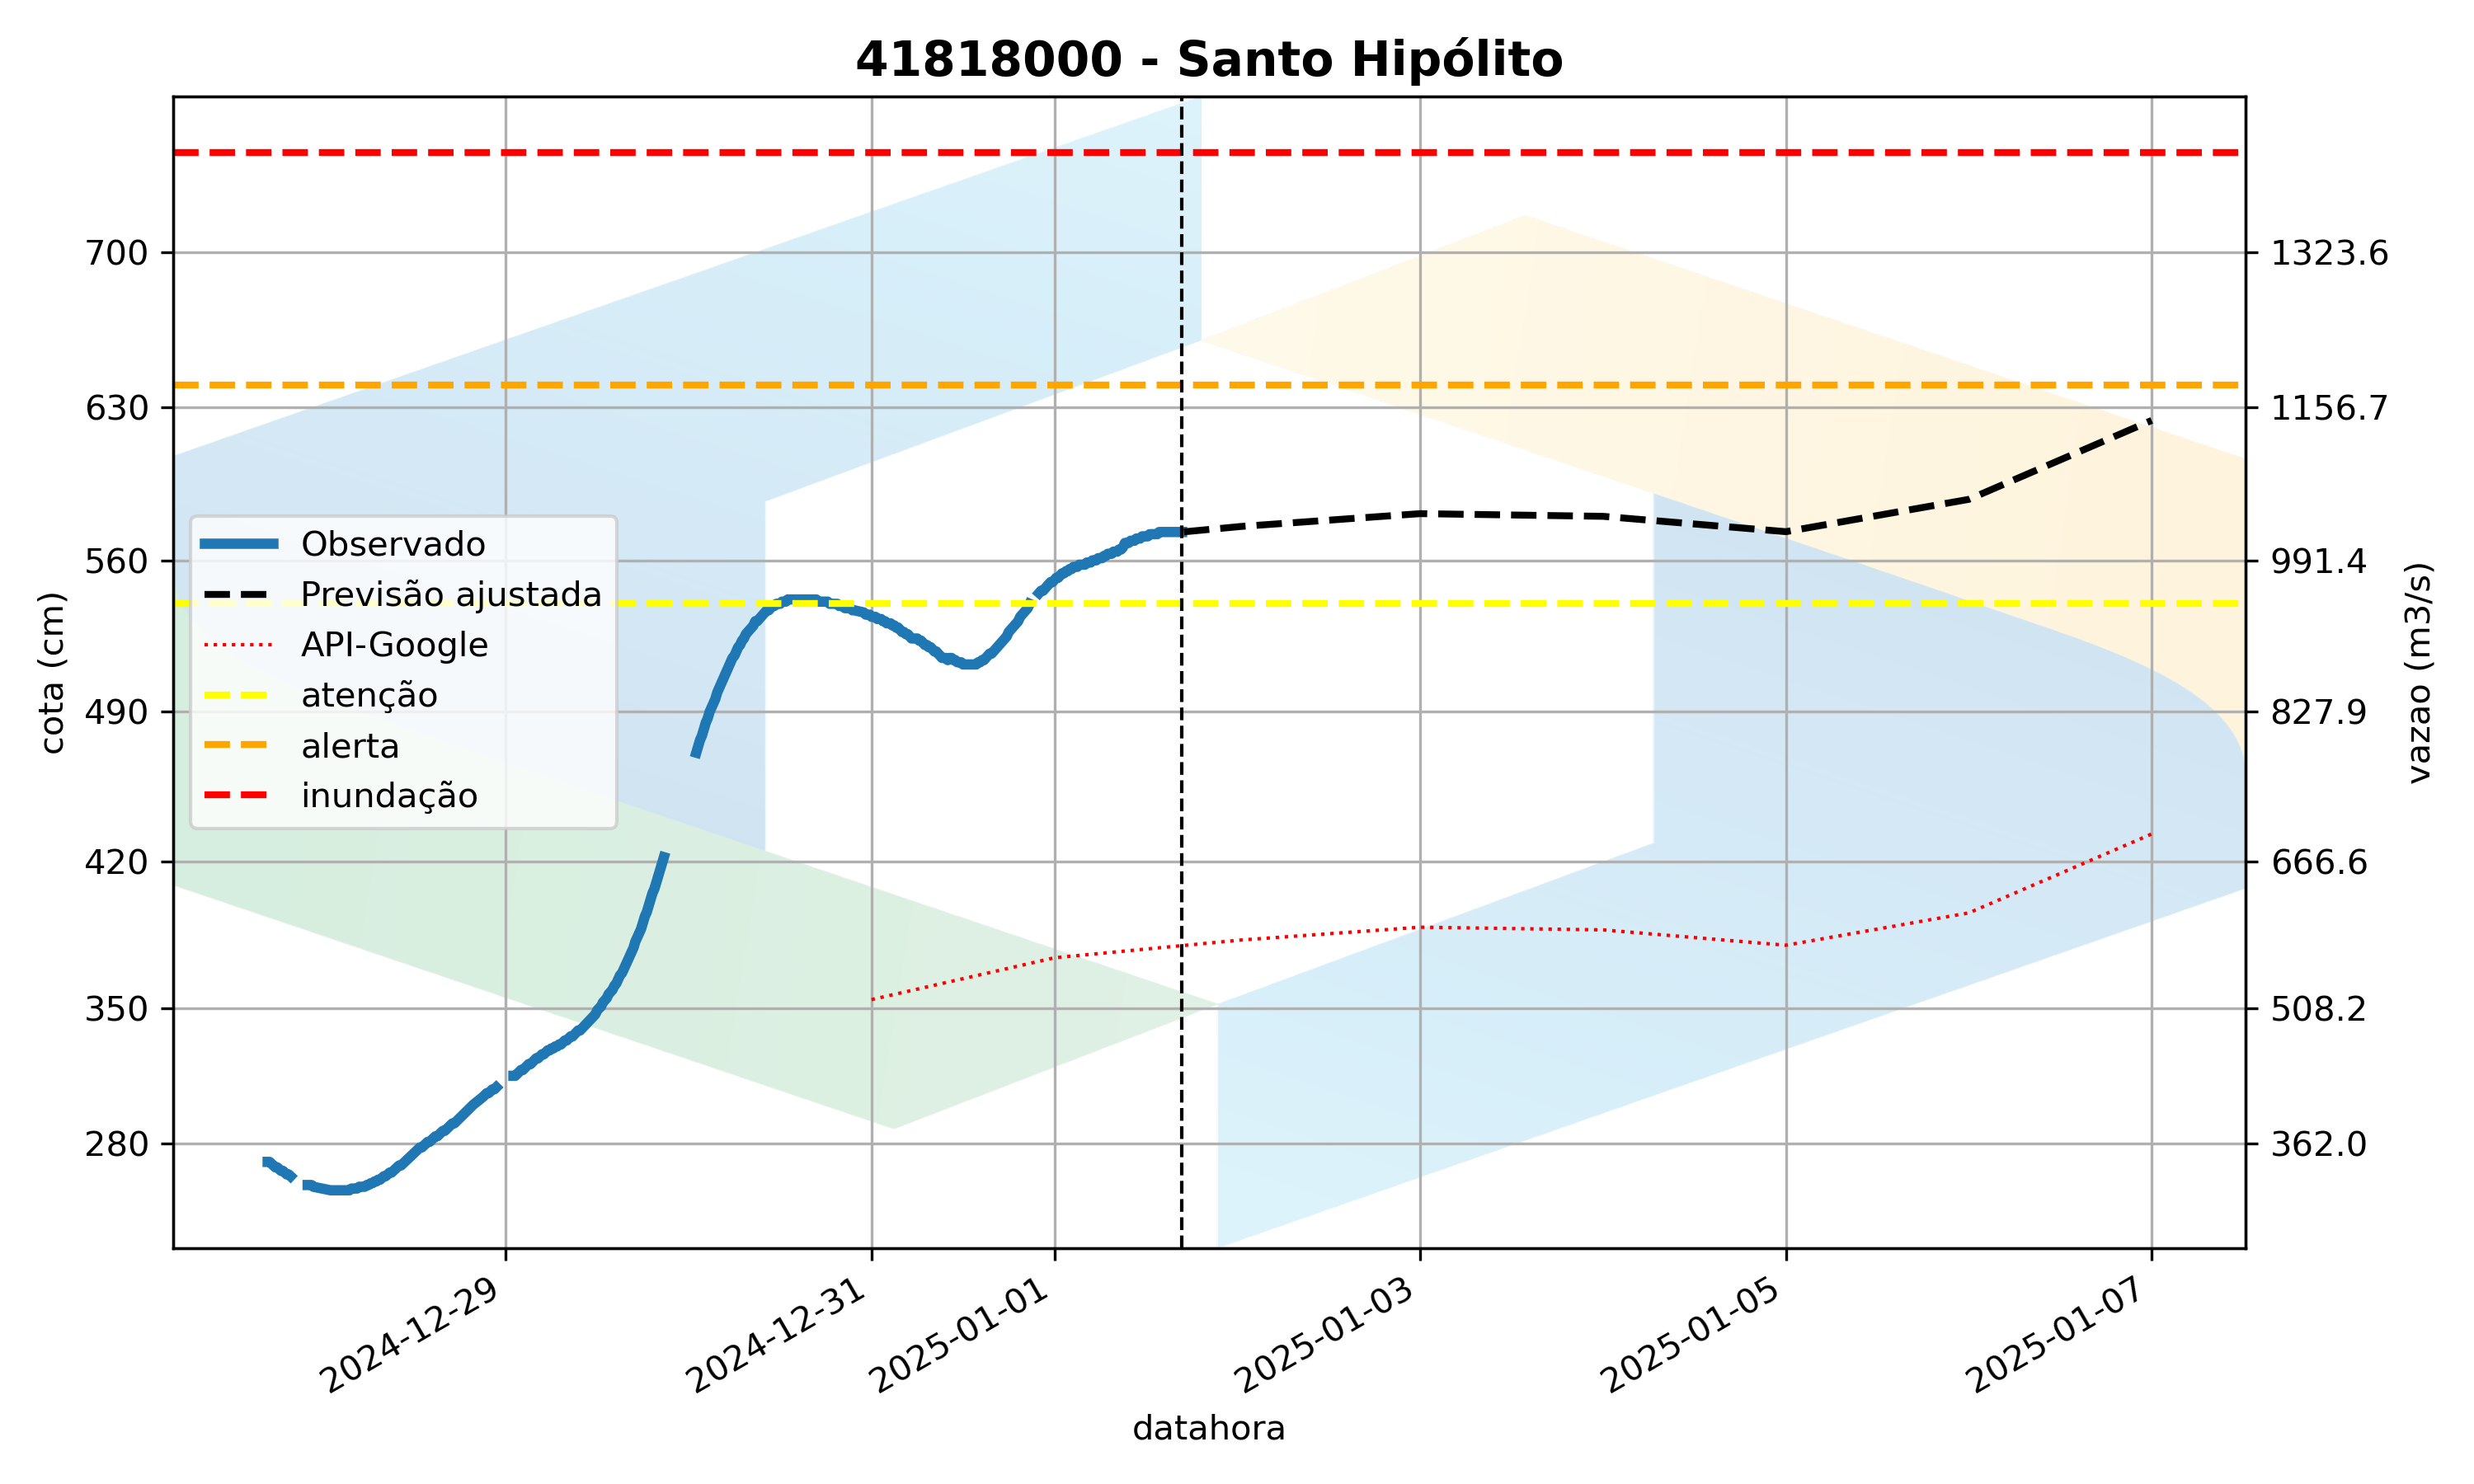 41818000 - Santo Hipólito
cota (cm)
700
630
560
490
420
350
280
1323.6
1156.7
991.4
827.9
666.6
508.2
362.0
vazao (m3/s)
Observado
Previsão ajustada
API-Google
atenção
alerta
inundação
2024-12-29
2024-12-31
2025-01-01
2025-01-03
2025-01-05
2025-01-07
datahora